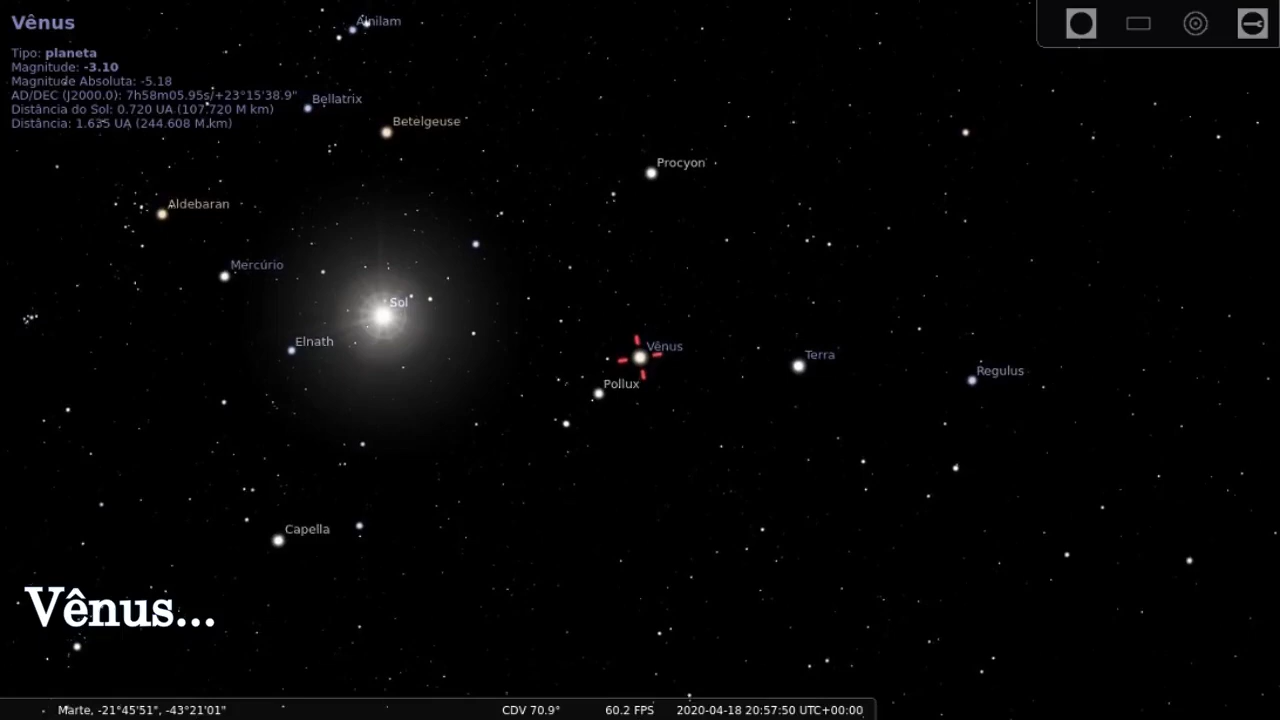 Vênus
Tipo: planeta
Magnitude: -3.10
Magnitude Absoluta: -5.18
AD/DEC (J2000.0): 7h58m05.95s/+23°15'38.9"
Distância do Sol: 0.720 UA (107.720 M km)
Distância: 1.635 UA (244.608 M km)
Alnilam
Bellatrix
Betelgeuse
Procyon
Aldebaran
Mercúrio
Sol
Elnath
Vênus
Terra
Regulus
Pollux
Capella
Vênus...
Marte, -21°45'51", -43°21'01" CDV 70.9° 60.2 FPS 2020-04-18 20:57:50 UTC+00:00